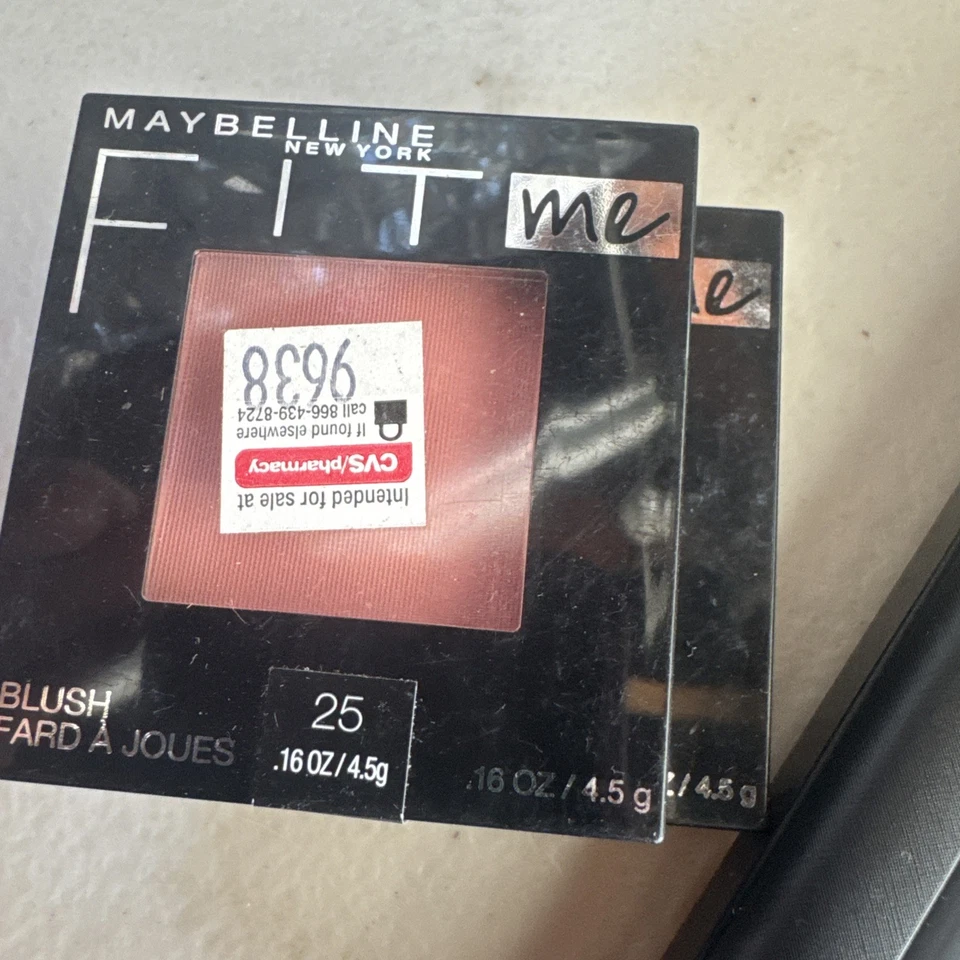 MAYBELLINE
NEW YORK
FIT me
Intended for sale at
CVS/pharmacy
If found elsewhere
call 866-439-8724
9638
BLUSH
FARD À JOUES
25
.16 OZ/4.5g
.16 OZ / 4.5 g
e
Z./ 4.5 g